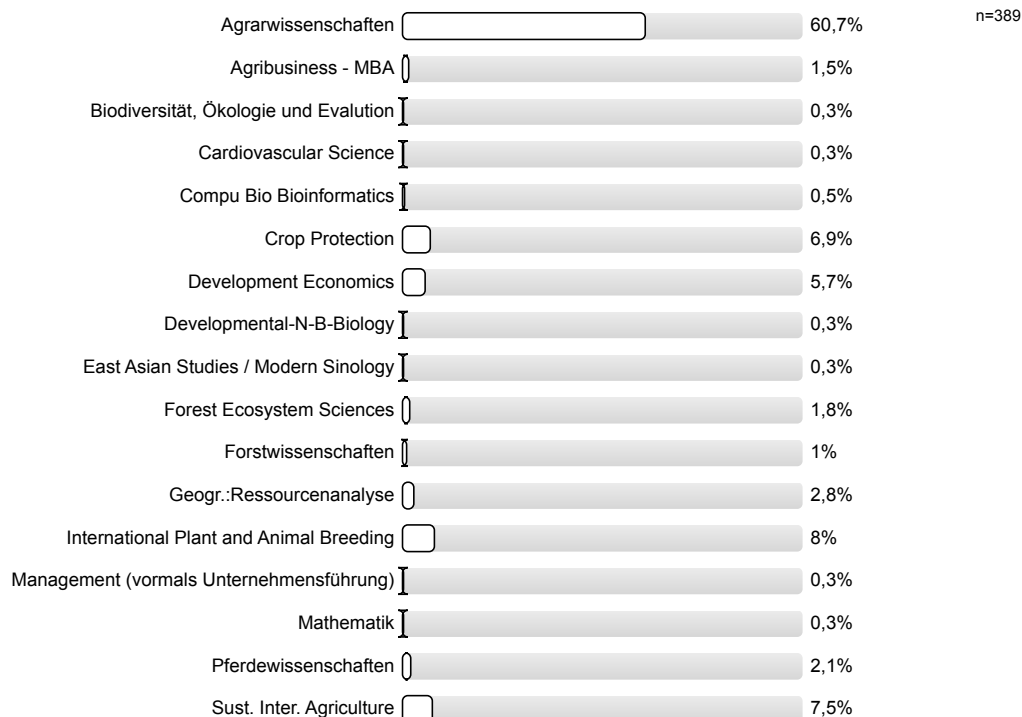 n=389
Agrarwissenschaften 60,7%
Agribusiness - MBA 1,5%
Biodiversität, Ökologie und Evalution 0,3%
Cardiovascular Science 0,3%
Compu Bio Bioinformatics 0,5%
Crop Protection 6,9%
Development Economics 5,7%
Developmental-N-B-Biology 0,3%
East Asian Studies / Modern Sinology 0,3%
Forest Ecosystem Sciences 1,8%
Forstwissenschaften 1%
Geogr.:Ressourcenanalyse 2,8%
International Plant and Animal Breeding 8%
Management (vormals Unternehmensführung) 0,3%
Mathematik 0,3%
Pferdewissenschaften 2,1%
Sust. Inter. Agriculture 7,5%